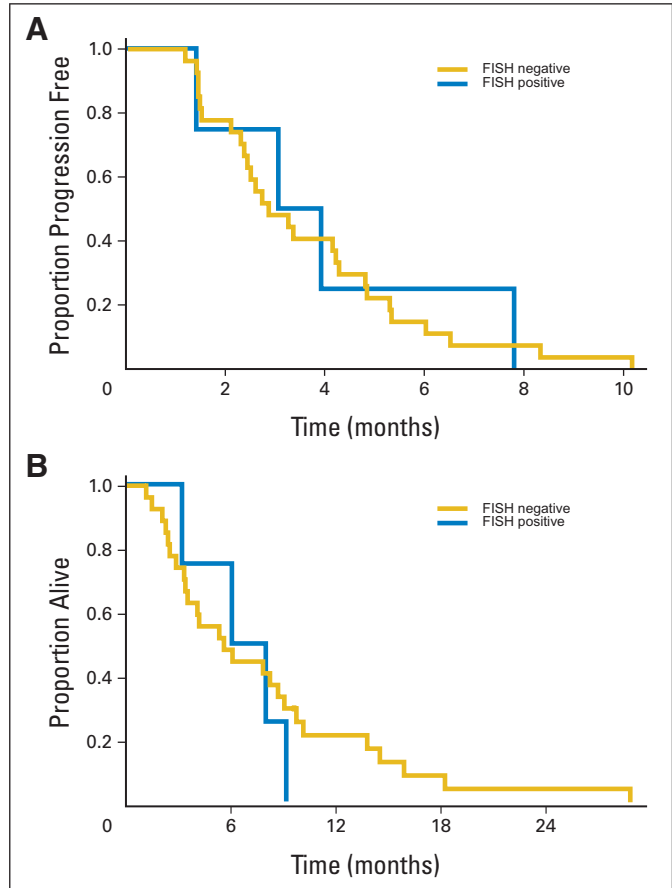 A
Proportion Progression Free
1.0
0.8
0.6
0.4
0.2
0
2
4
6
8
10
Time (months)
FISH negative
FISH positive
B
Proportion Alive
1.0
0.8
0.6
0.4
0.2
0
6
12
18
24
Time (months)
FISH negative
FISH positive